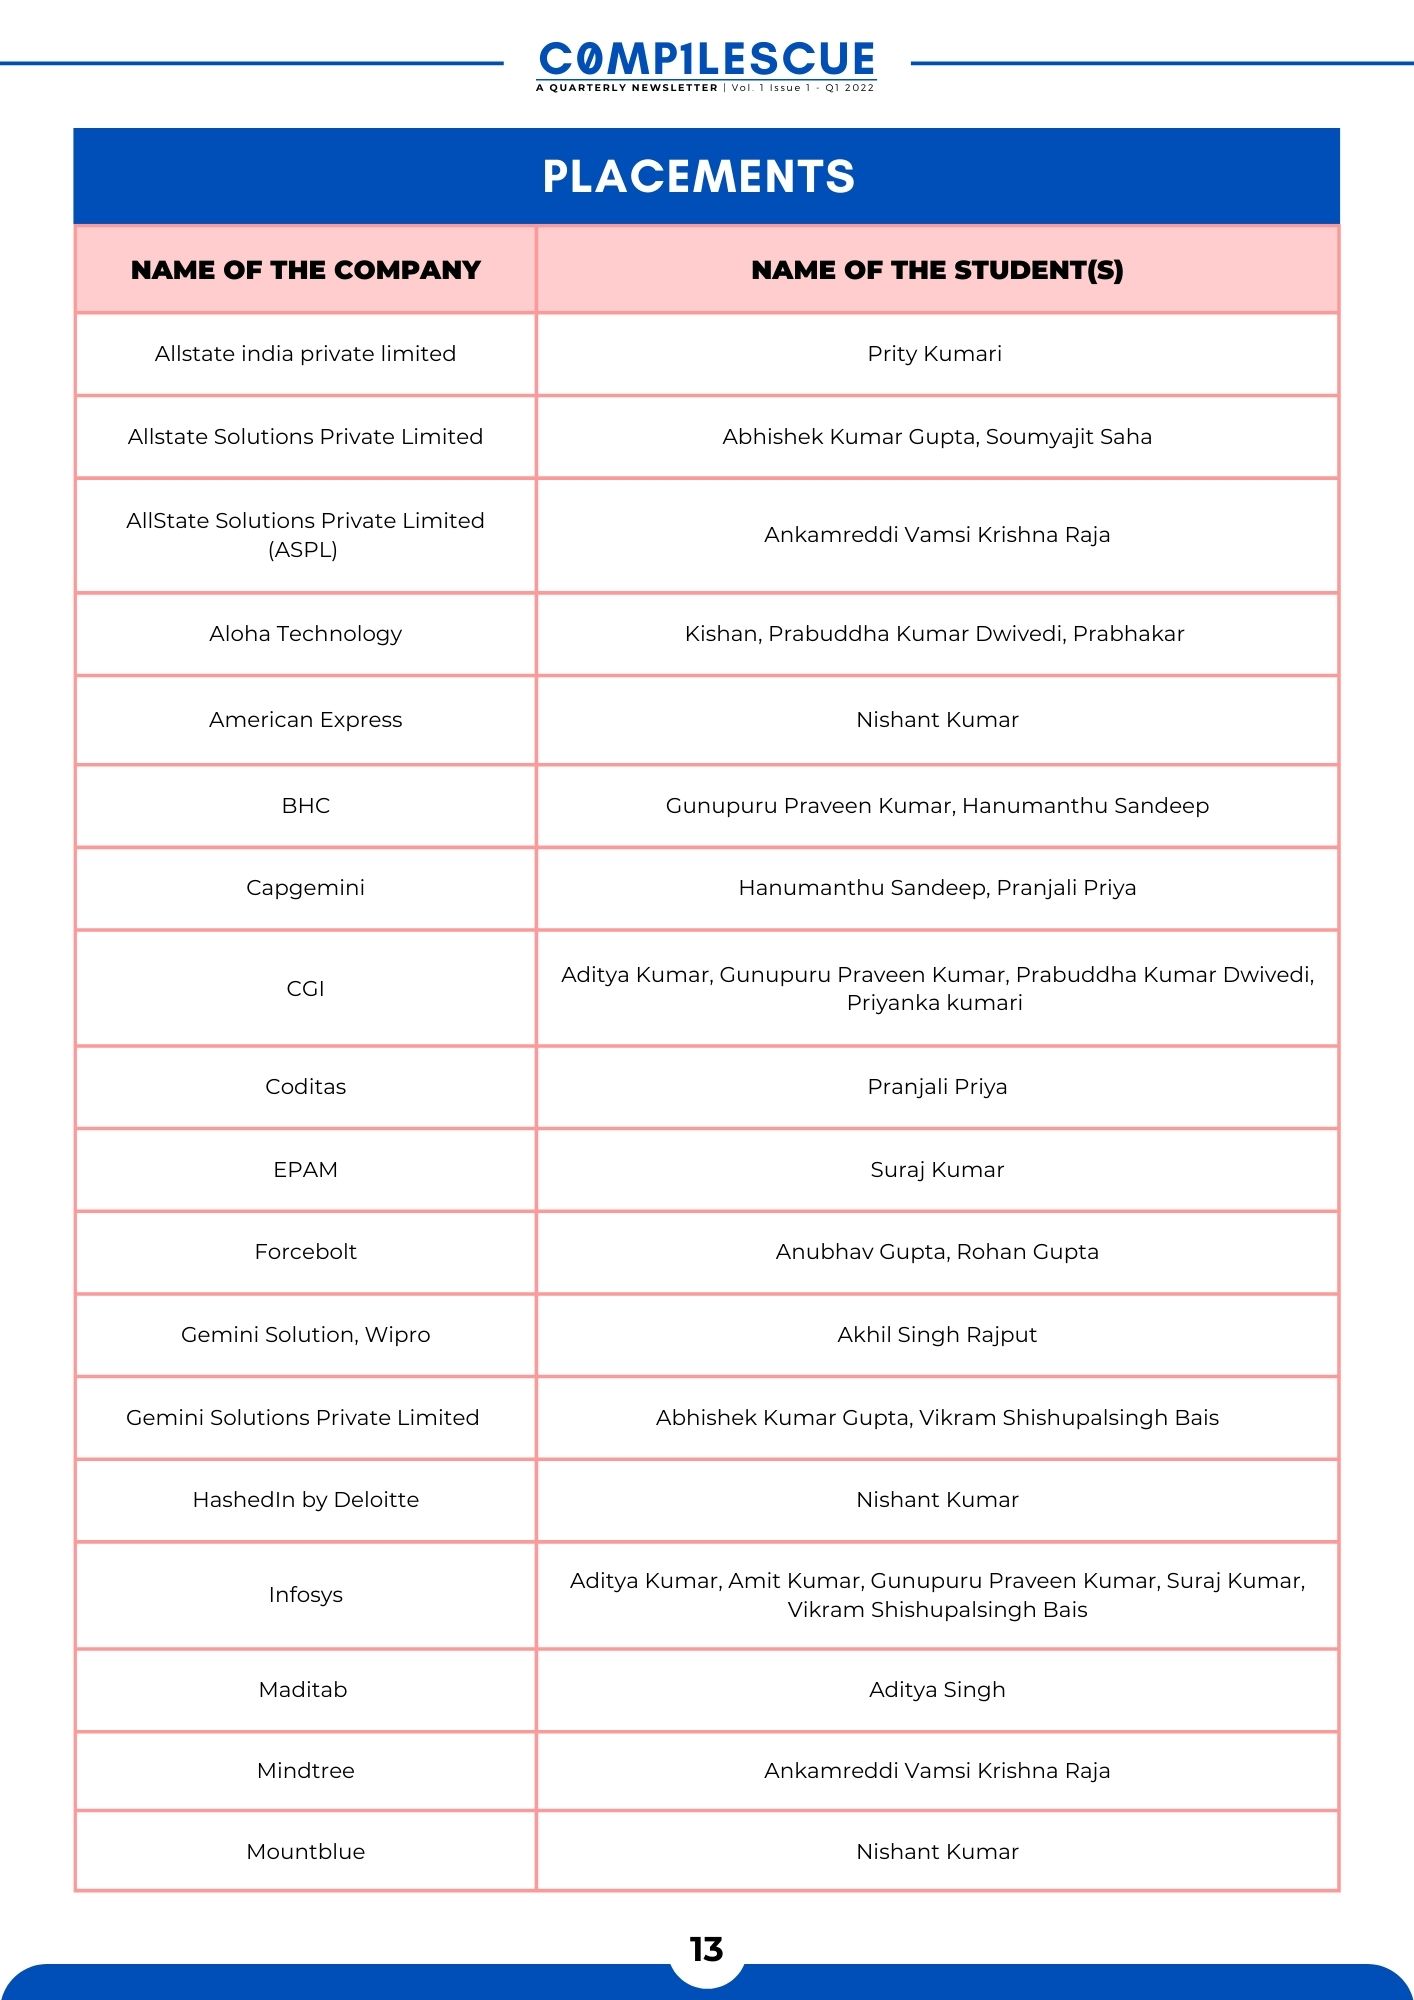 C0MP1LESCUE
A QUARTERLY NEWSLETTER | Vol. 1 Issue 1 - Q1 2022
PLACEMENTS
NAME OF THE COMPANY NAME OF THE STUDENT(S)
Allstate india private limited Prity Kumari
Allstate Solutions Private Limited Abhishek Kumar Gupta, Soumyajit Saha
AllState Solutions Private Limited
(ASPL)
Ankamreddi Vamsi Krishna Raja
Aloha Technology Kishan, Prabuddha Kumar Dwivedi, Prabhakar
American Express Nishant Kumar
BHC Gunupuru Praveen Kumar, Hanumanthu Sandeep
Capgemini Hanumanthu Sandeep, Pranjali Priya
CGI
Aditya Kumar, Gunupuru Praveen Kumar, Prabuddha Kumar Dwivedi,
Priyanka kumari
Coditas Pranjali Priya
EPAM Suraj Kumar
Forcebolt Anubhav Gupta, Rohan Gupta
Gemini Solution, Wipro Akhil Singh Rajput
Gemini Solutions Private Limited Abhishek Kumar Gupta, Vikram Shishupalsingh Bais
HashedIn by Deloitte Nishant Kumar
Infosys
Aditya Kumar, Amit Kumar, Gunupuru Praveen Kumar, Suraj Kumar,
Vikram Shishupalsingh Bais
Maditab Aditya Singh
Mindtree Ankamreddi Vamsi Krishna Raja
Mountblue Nishant Kumar
13